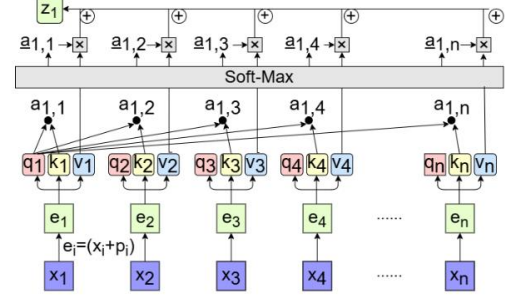 z1
+ + + + +
a1,1 × a1,2 × a1,3 × a1,4 × a1,n ×
Soft-Max
a1,1 a1,2 a1,3 a1,4 a1,n
q1 k1 v1 q2 k2 v2 q3 k3 v3 q4 k4 v4 qn kn vn
e1 e2 e3 e4 ...... en
ei=(xi+pi)
x1 x2 x3 x4 ...... xn